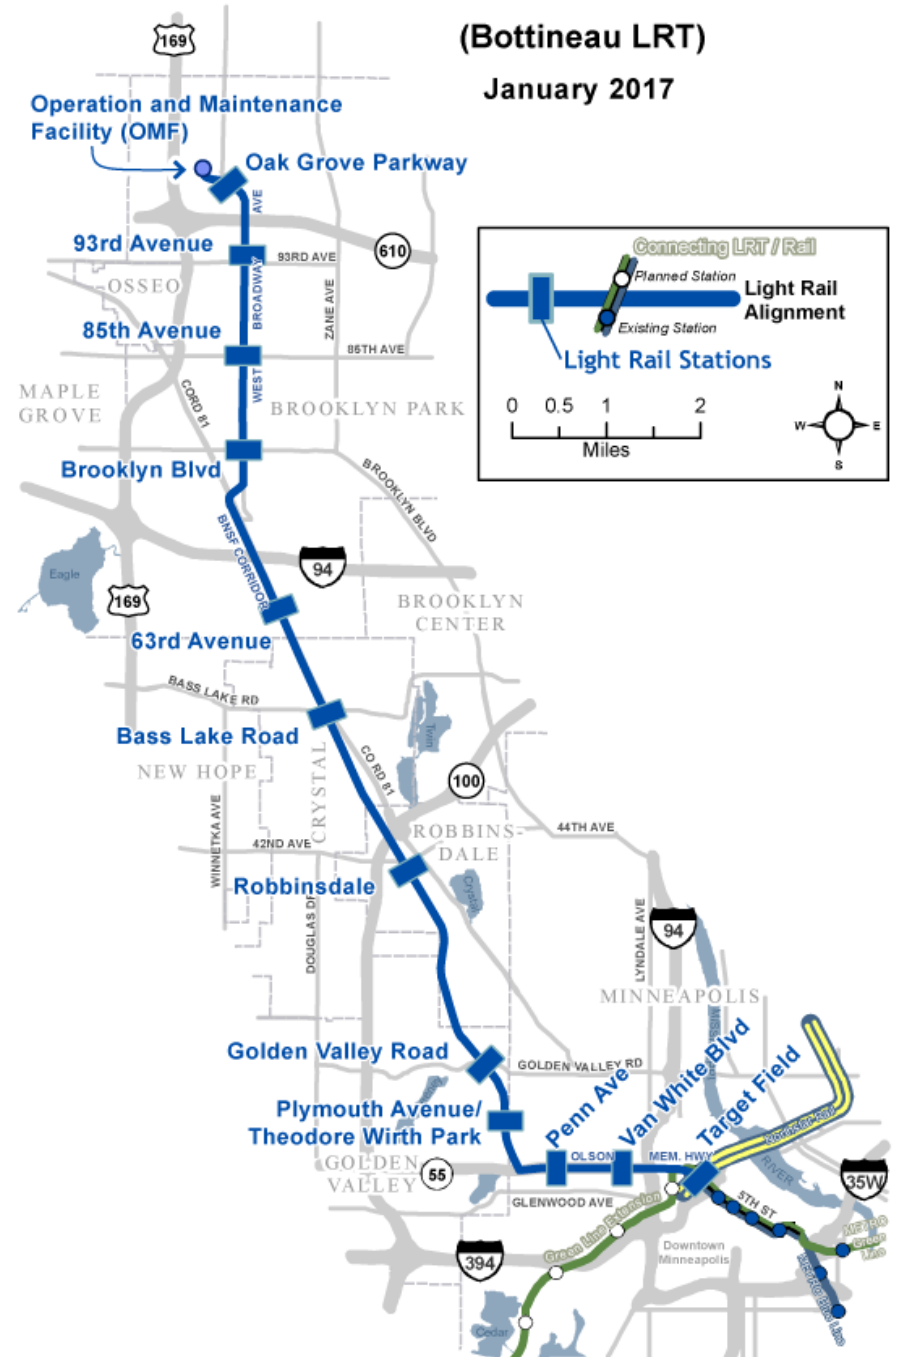 (Bottineau LRT)
January 2017
169
Operation and Maintenance
Facility (OMF)
Oak Grove Parkway
AVE
93rd Avenue
93RD AVE
610
OSSEO
BROADWAY
ZANE AVE
85th Avenue
85TH AVE
WEST
MAPLE
GROVE
CORD 81
BROOKLYN PARK
Brooklyn Blvd
BROOKLYN BLVD
Connecting LRT / Rail
Planned Station
Light Rail
Alignment
Existing Station
Light Rail Stations
0 0.5 1 2
Miles
N
W E
S
BNSF CORRIDOR
94
Eagle
169
BROOKLYN
CENTER
63rd Avenue
BASS LAKE RD
Bass Lake Road
Twin
NEW HOPE
CRYSTAL
CO RD 81
100
WINNETKA AVE
42ND AVE
ROBBINS-
DALE
44TH AVE
Robbinsdale
Crystal
DOUGLAS DR
LYNDALE AVE
94
MINNEAPOLIS
Golden Valley Road
GOLDEN VALLEY RD
Plymouth Avenue/
Theodore Wirth Park
Penn Ave
Van White Blvd
Target Field
GOLDEN
VALLEY
55
OLSON
MEM. HWY
RIVER
35W
GLENWOOD AVE
5TH ST
Green Line Extension
METRO
Green
Line
Downtown
Minneapolis
METRO Blue Line
394
Cedar